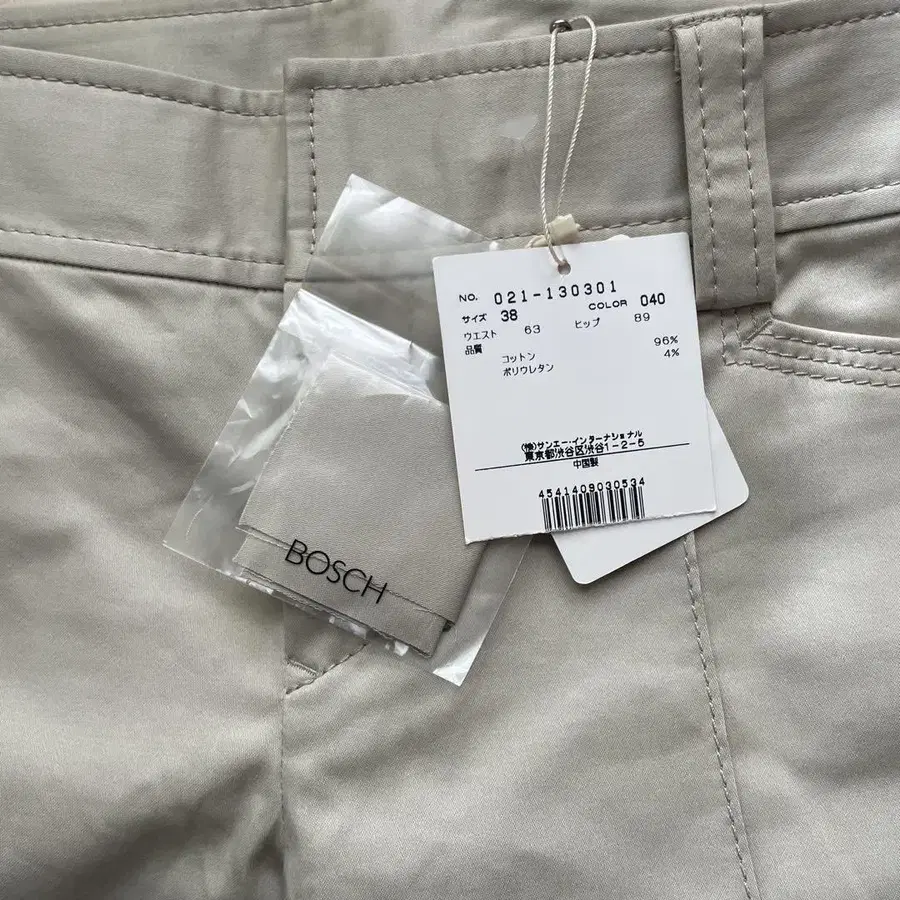 NO. 021-130301
サイズ 38 COLOR 040
ウエスト 63 ヒップ 89
品質 96%
コットン 4%
ポリウレタン
(株)サンエー・インターナショナル
東京都渋谷区渋谷1-2-5
中国製
4541409030534
BOSCH